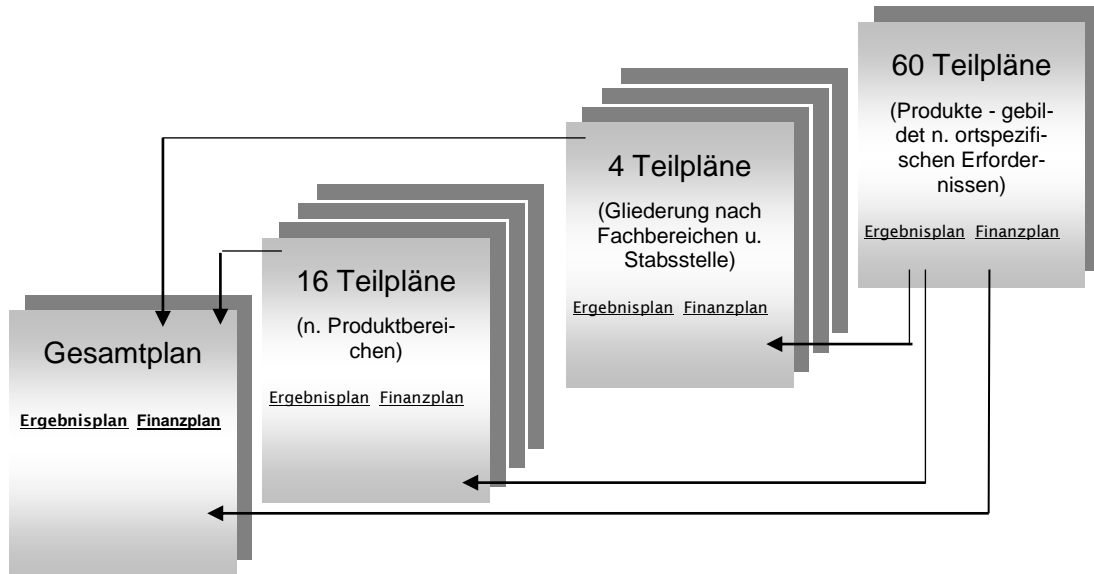 Gesamtplan
Ergebnisplan Finanzplan
16 Teilpläne
(n. Produktberei-
chen)
Ergebnisplan Finanzplan
4 Teilpläne
(Gliederung nach
Fachbereichen u.
Stabsstelle)
Ergebnisplan Finanzplan
60 Teilpläne
(Produkte - gebil-
det n. ortspezifi-
schen Erforder-
nissen)
Ergebnisplan Finanzplan